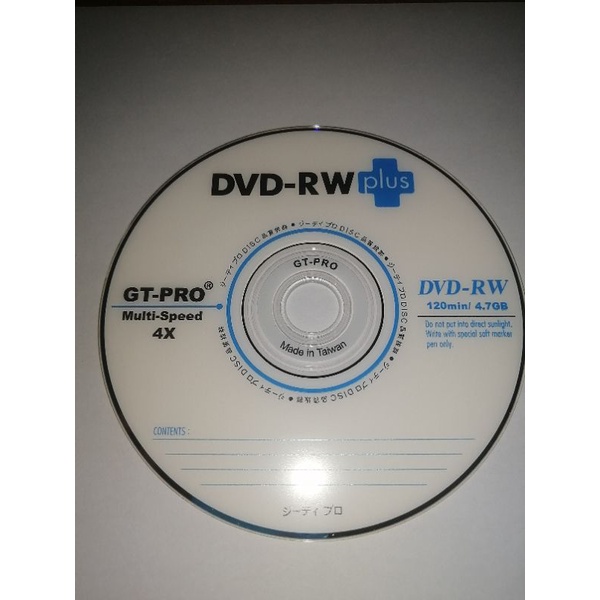 DVD-RW plus
GT-PRO
GT-PRO®
Multi-Speed
4X
DVD-RW
120min/ 4.7GB
Do not put into direct sunlight.
Write with special soft marker
pen only.
Made in Taiwan
CONTENTS :
ジーディプロ